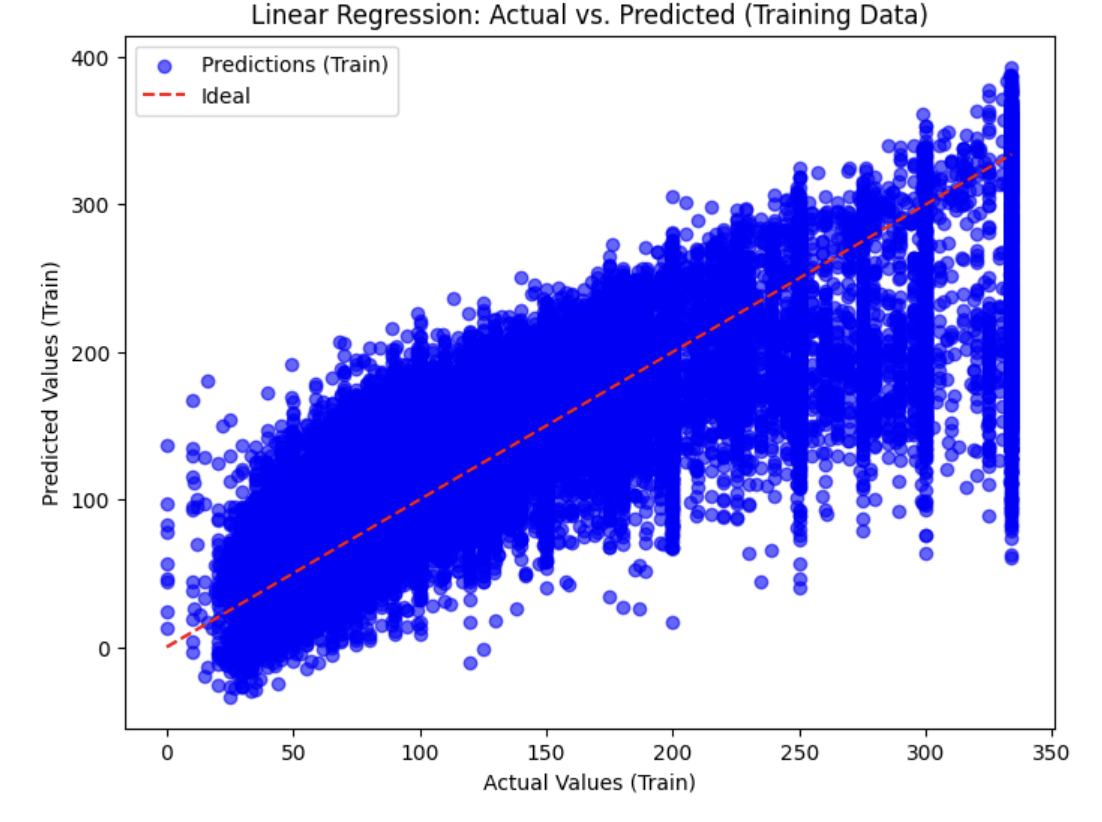 Linear Regression: Actual vs. Predicted (Training Data)
Predictions (Train)
Ideal
400
300
200
100
0
Predicted Values (Train)
0 50 100 150 200 250 300 350
Actual Values (Train)